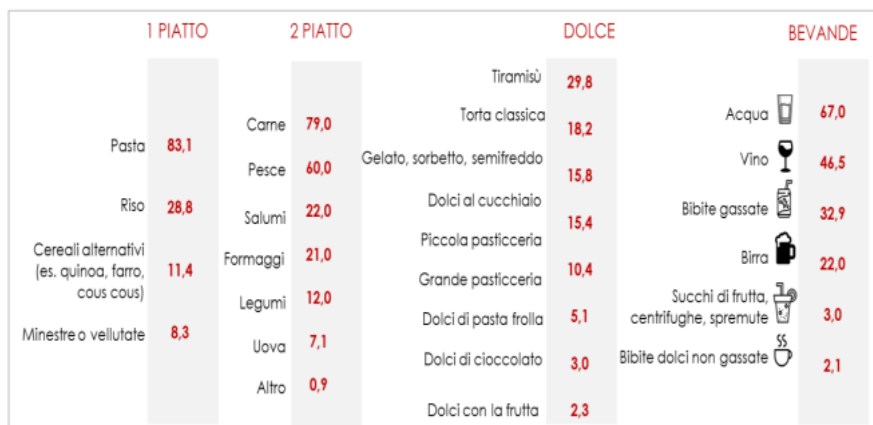 1 PIATTO
Pasta 83,1
Riso 28,8
Cereali alternativi
(es. quinoa, farro, 11,4
cous cous)
Minestre o vellutate 8,3
2 PIATTO
Carne 79,0
Pesce 60,0
Salumi 22,0
Formaggi 21,0
Legumi 12,0
Uova 7,1
Altro 0,9
DOLCE
Tiramisù
29,8
Torta classica
18,2
Gelato, sorbetto, semifreddo
15,8
Dolci al cucchiaio
15,4
Piccola pasticceria
10,4
Grande pasticceria
Dolci di pasta frolla 5,1
Dolci di cioccolato 3,0
Dolci con la frutta 2,3
BEVANDE
Acqua 67,0
Vino 46,5
Bibite gassate 32,9
Birra 22,0
Succhi di frutta,
centrifughe, spremute 3,0
Bibite dolci non gassate 2,1